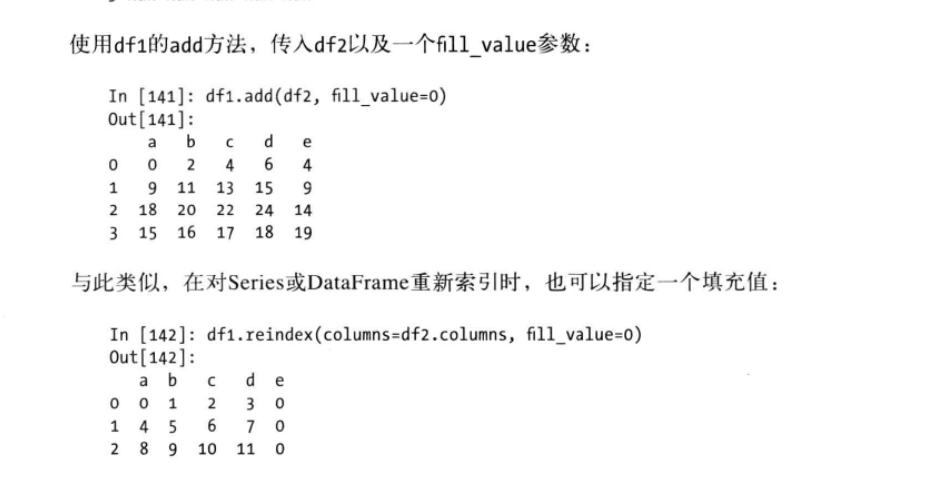 使用df1的add方法，传入df2以及一个fill_value参数：
In [141]: df1.add(df2, fill_value=0)
Out[141]:
a b c d e
0 0 2 4 6 4
1 9 11 13 15 9
2 18 20 22 24 14
3 15 16 17 18 19
与此类似，在对Series或DataFrame重新索引时，也可以指定一个填充值：
In [142]: df1.reindex(columns=df2.columns, fill_value=0)
Out[142]:
a b c d e
0 0 1 2 3 0
1 4 5 6 7 0
2 8 9 10 11 0